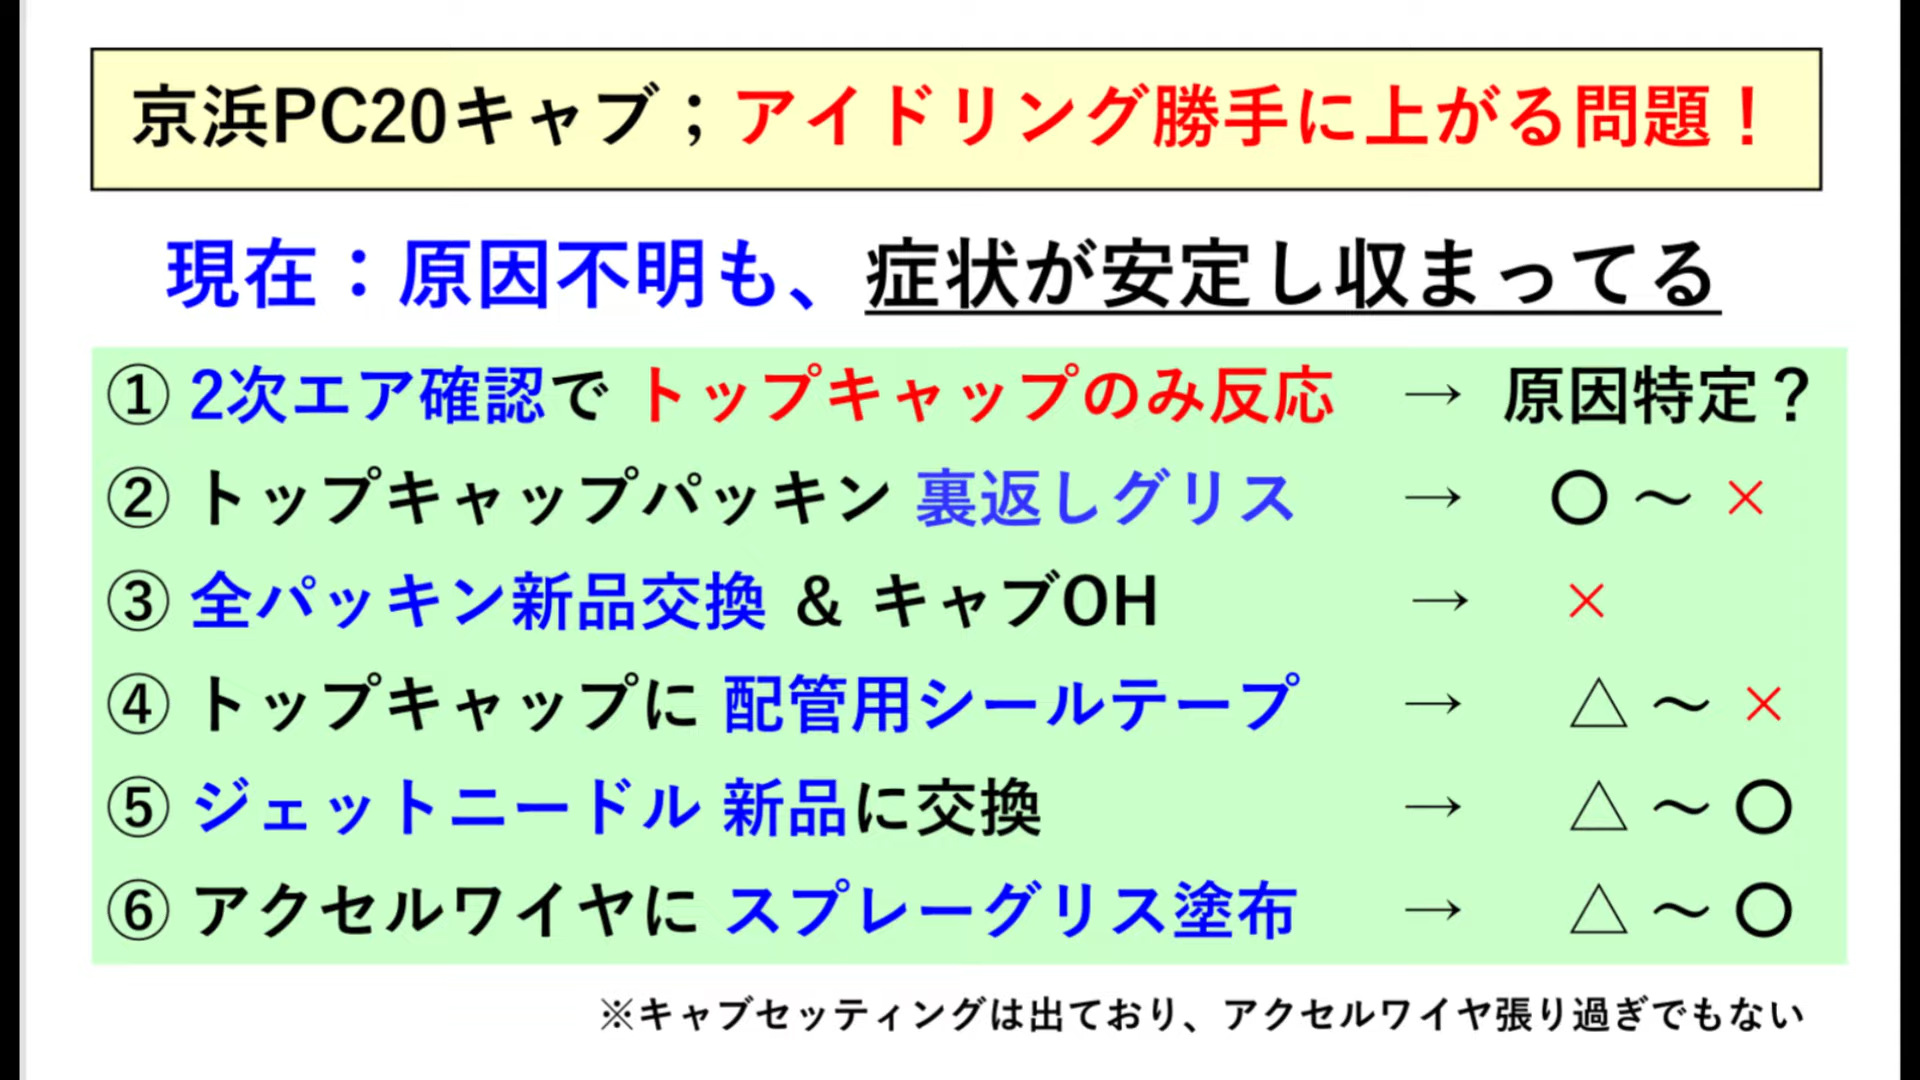 京浜PC20キャブ；アイドリング勝手に上がる問題！
現在：原因不明も、症状が安定し収まってる
① 2次エア確認で トップキャップのみ反応 → 原因特定？
② トップキャップパッキン 裏返しグリス → 〇 ～ ×
③ 全パッキン新品交換 & キャブOH → ×
④ トップキャップに 配管用シールテープ → △ ～ ×
⑤ ジェットニードル 新品に交換 → △ ～ 〇
⑥ アクセルワイヤに スプレーグリス塗布 → △ ～ 〇
※キャブセッティングは出ており、アクセルワイヤ張り過ぎでもない